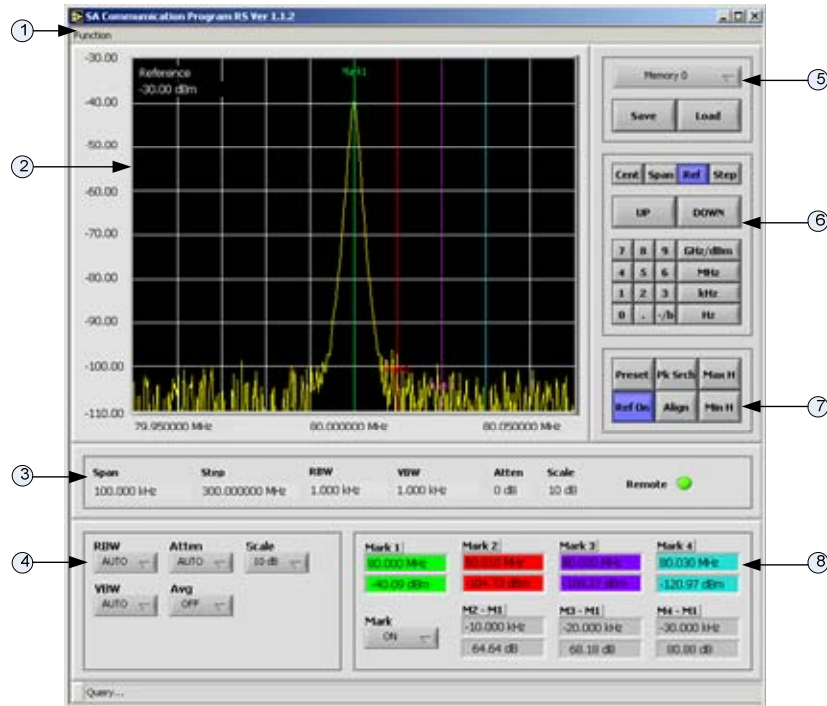 SA Communication Program RS Ver 1.1.2
1
Function
-30.00
Reference
-30.00 dBm
Mark1
-40.00
-50.00
-60.00
-70.00
-80.00
-90.00
-100.00
-110.00
79.950000 MHz 80.000000 MHz 80.050000 MHz
2
Memory 0
5
Save Load
Cent Span Ref Step
UP DOWN
6
7 8 9 GHz/dBm
4 5 6 MHz
1 2 3 kHz
0 . -/b Hz
Preset Pk Srch Max H
Ref On Align Min H
7
3
Span Step RBW VBW Atten Scale
100.000 kHz 300.000000 MHz 1.000 kHz 1.000 kHz 0 dB 10 dB
Remote
4
RBW Atten Scale
AUTO AUTO 10 dB
VBW Avg
AUTO OFF
Mark 1 Mark 2 Mark 3 Mark 4
80.000 MHz 80.010 MHz 80.030 MHz
-40.09 dBm -104.73 dBm -120.97 dBm
8
Mark
ON
M2 - M1 M3 - M1 M4 - M1
-10.000 kHz -20.000 kHz -30.000 kHz
64.64 dB 68.18 dB 80.88 dB
Query...